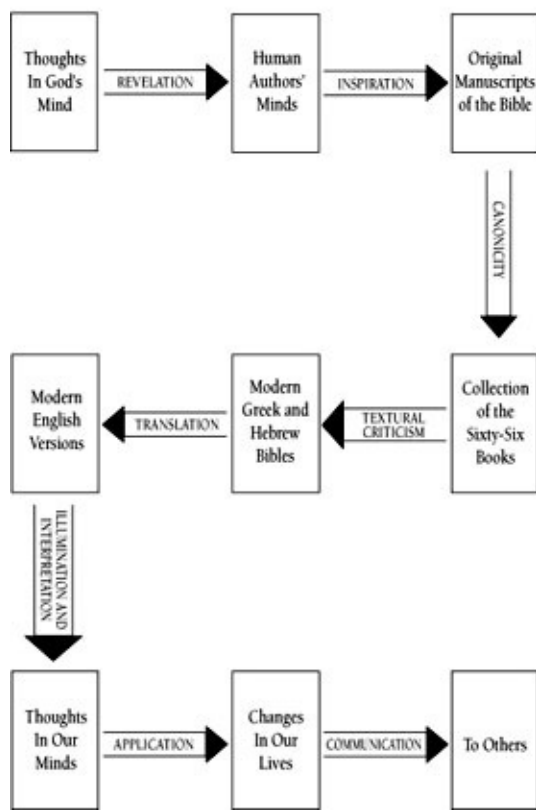 Thoughts
In God's
Mind
REVELATION
Human
Authors'
Minds
INSPIRATION
Original
Manuscripts
of the Bible
CANONICITY
Collection
of the
Sixty-Six
Books
TEXTURAL
CRITICISM
Modern
Greek and
Hebrew
Bibles
TRANSLATION
Modern
English
Versions
ILLUMINATION AND
INTERPRETATION
Thoughts
In Our
Minds
APPLICATION
Changes
In Our
Lives
COMMUNICATION
To Others